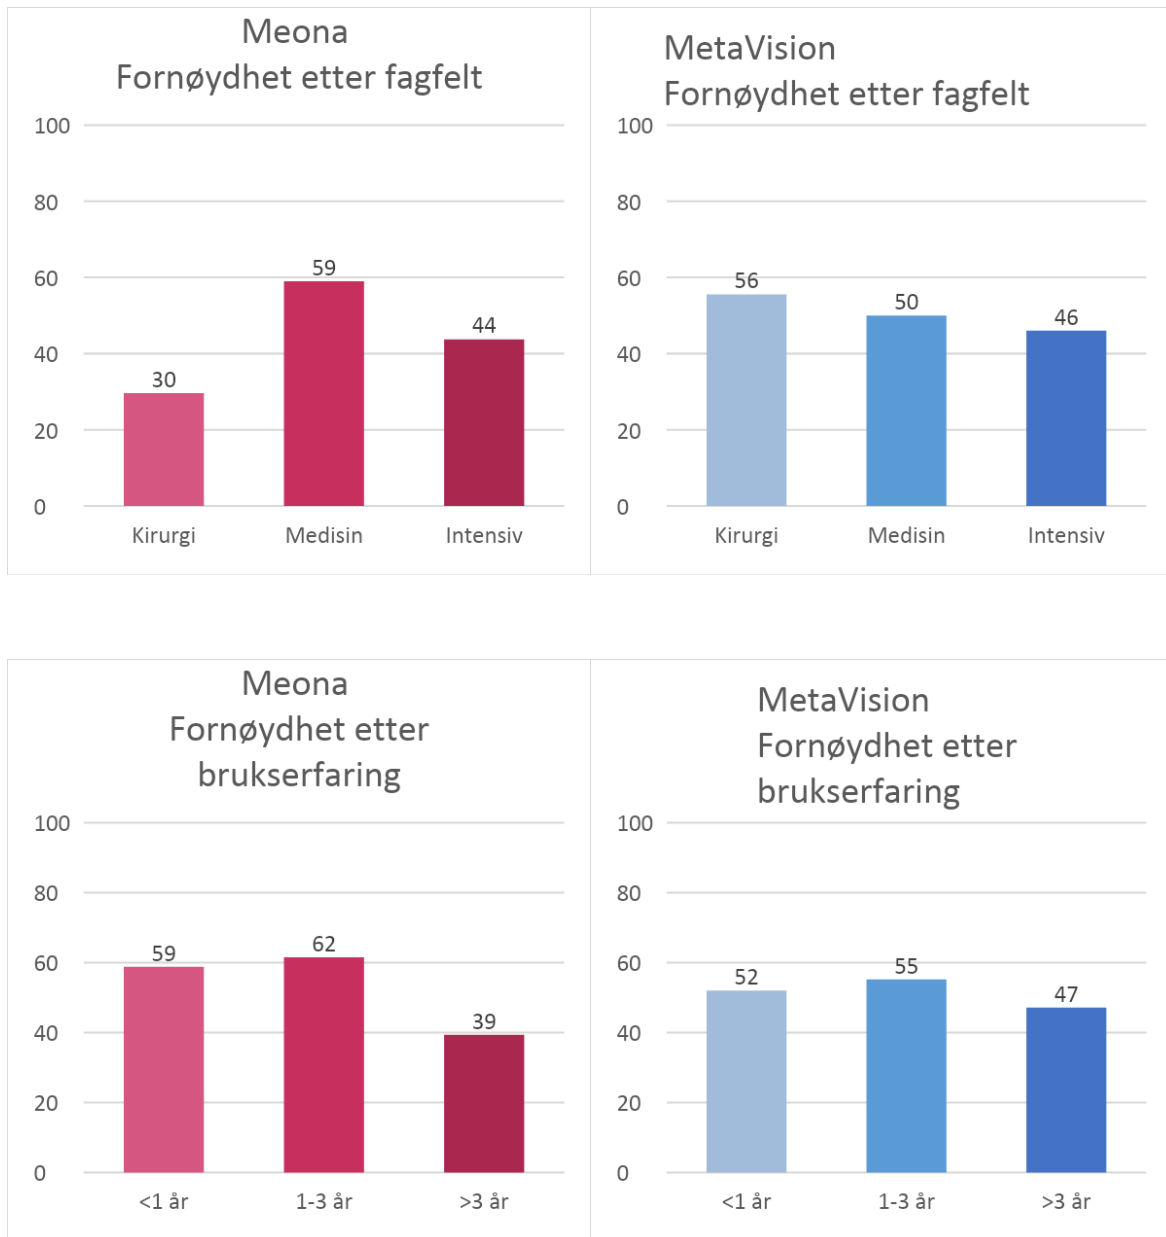 Meona
Fornøydhet etter fagfelt
100
80
60
40
20
0
30
59
44
Kirurgi Medisin Intensiv
MetaVision
Fornøydhet etter fagfelt
100
80
60
40
20
0
56
50
46
Kirurgi Medisin Intensiv
Meona
Fornøydhet etter
brukserfaring
100
80
60
40
20
0
59
62
39
<1 år 1-3 år >3 år
MetaVision
Fornøydhet etter
brukserfaring
100
80
60
40
20
0
52
55
47
<1 år 1-3 år >3 år